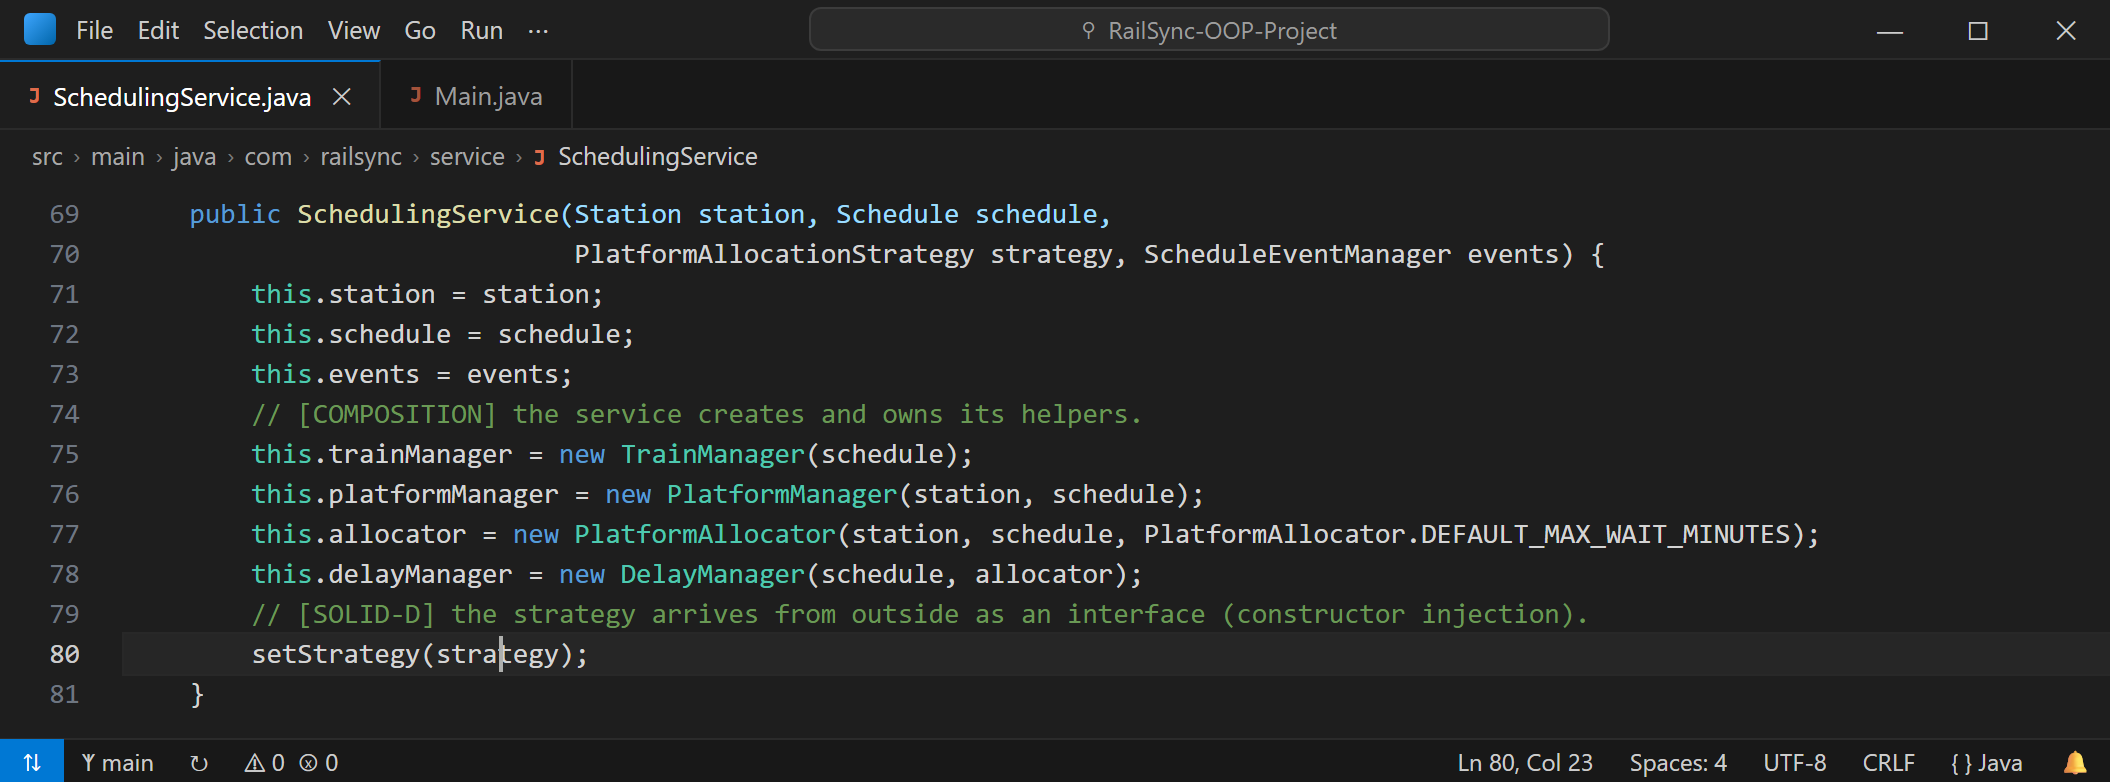 File Edit Selection View Go Run ···
RailSync-OOP-Project
J SchedulingService.java
J Main.java
src › main › java › com › railsync › service › J SchedulingService
69 public SchedulingService(Station station, Schedule schedule,
70 PlatformAllocationStrategy strategy, ScheduleEventManager events) {
71 this.station = station;
72 this.schedule = schedule;
73 this.events = events;
74 // [COMPOSITION] the service creates and owns its helpers.
75 this.trainManager = new TrainManager(schedule);
76 this.platformManager = new PlatformManager(station, schedule);
77 this.allocator = new PlatformAllocator(station, schedule, PlatformAllocator.DEFAULT_MAX_WAIT_MINUTES);
78 this.delayManager = new DelayManager(schedule, allocator);
79 // [SOLID-D] the strategy arrives from outside as an interface (constructor injection).
80 setStrategy(strategy);
81 }
main 0 0 Ln 80, Col 23 Spaces: 4 UTF-8 CRLF { } Java